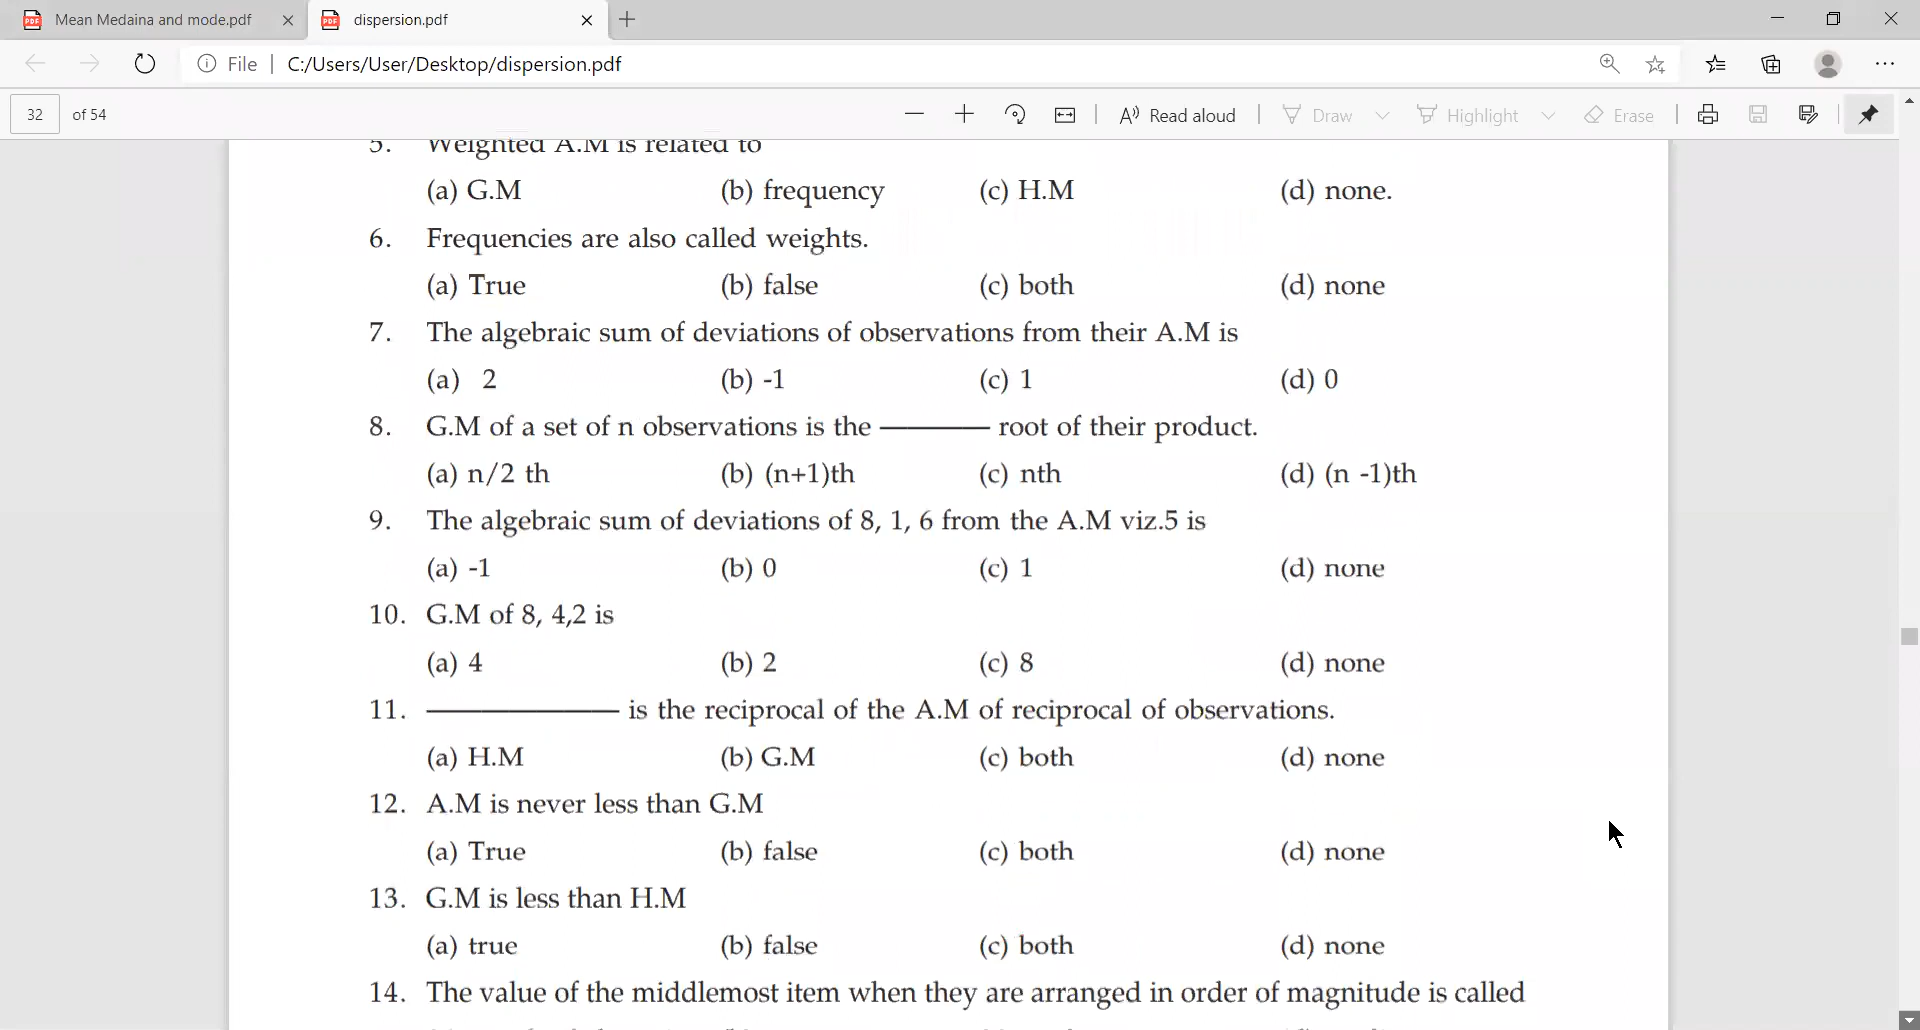 Mean Medaina and mode.pdf
dispersion.pdf
File C:/Users/User/Desktop/dispersion.pdf
32 of 54
Read aloud Draw Highlight Erase
5. Weighted A.M is related to
(a) G.M (b) frequency (c) H.M (d) none.
6. Frequencies are also called weights.
(a) True (b) false (c) both (d) none
7. The algebraic sum of deviations of observations from their A.M is
(a) 2 (b) -1 (c) 1 (d) 0
8. G.M of a set of n observations is the ———— root of their product.
(a) n/2 th (b) (n+1)th (c) nth (d) (n -1)th
9. The algebraic sum of deviations of 8, 1, 6 from the A.M viz.5 is
(a) -1 (b) 0 (c) 1 (d) none
10. G.M of 8, 4,2 is
(a) 4 (b) 2 (c) 8 (d) none
11. ——————— is the reciprocal of the A.M of reciprocal of observations.
(a) H.M (b) G.M (c) both (d) none
12. A.M is never less than G.M
(a) True (b) false (c) both (d) none
13. G.M is less than H.M
(a) true (b) false (c) both (d) none
14. The value of the middlemost item when they are arranged in order of magnitude is called